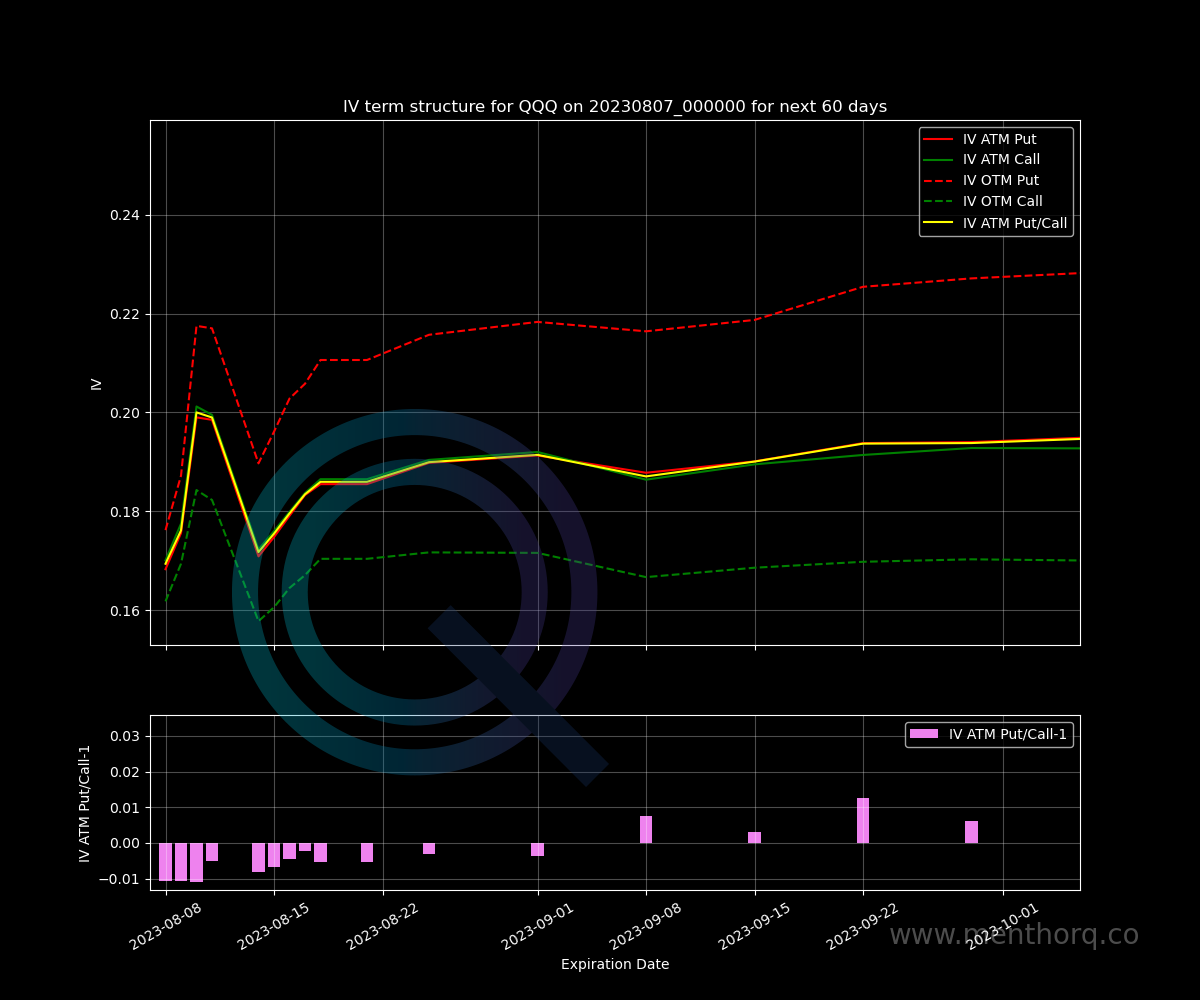 IV term structure for QQQ on 20230807_000000 for next 60 days
IV ATM Put
IV ATM Call
IV OTM Put
IV OTM Call
IV ATM Put/Call
0.24
0.22
0.20
0.18
0.16
IV
IV ATM Put/Call-1
0.03
0.02
0.01
0.00
−0.01
IV ATM Put/Call-1
2023-08-08
2023-08-15
2023-08-22
2023-09-01
2023-09-08
2023-09-15
2023-09-22
2023-10-01
www.menthorq.co
Expiration Date